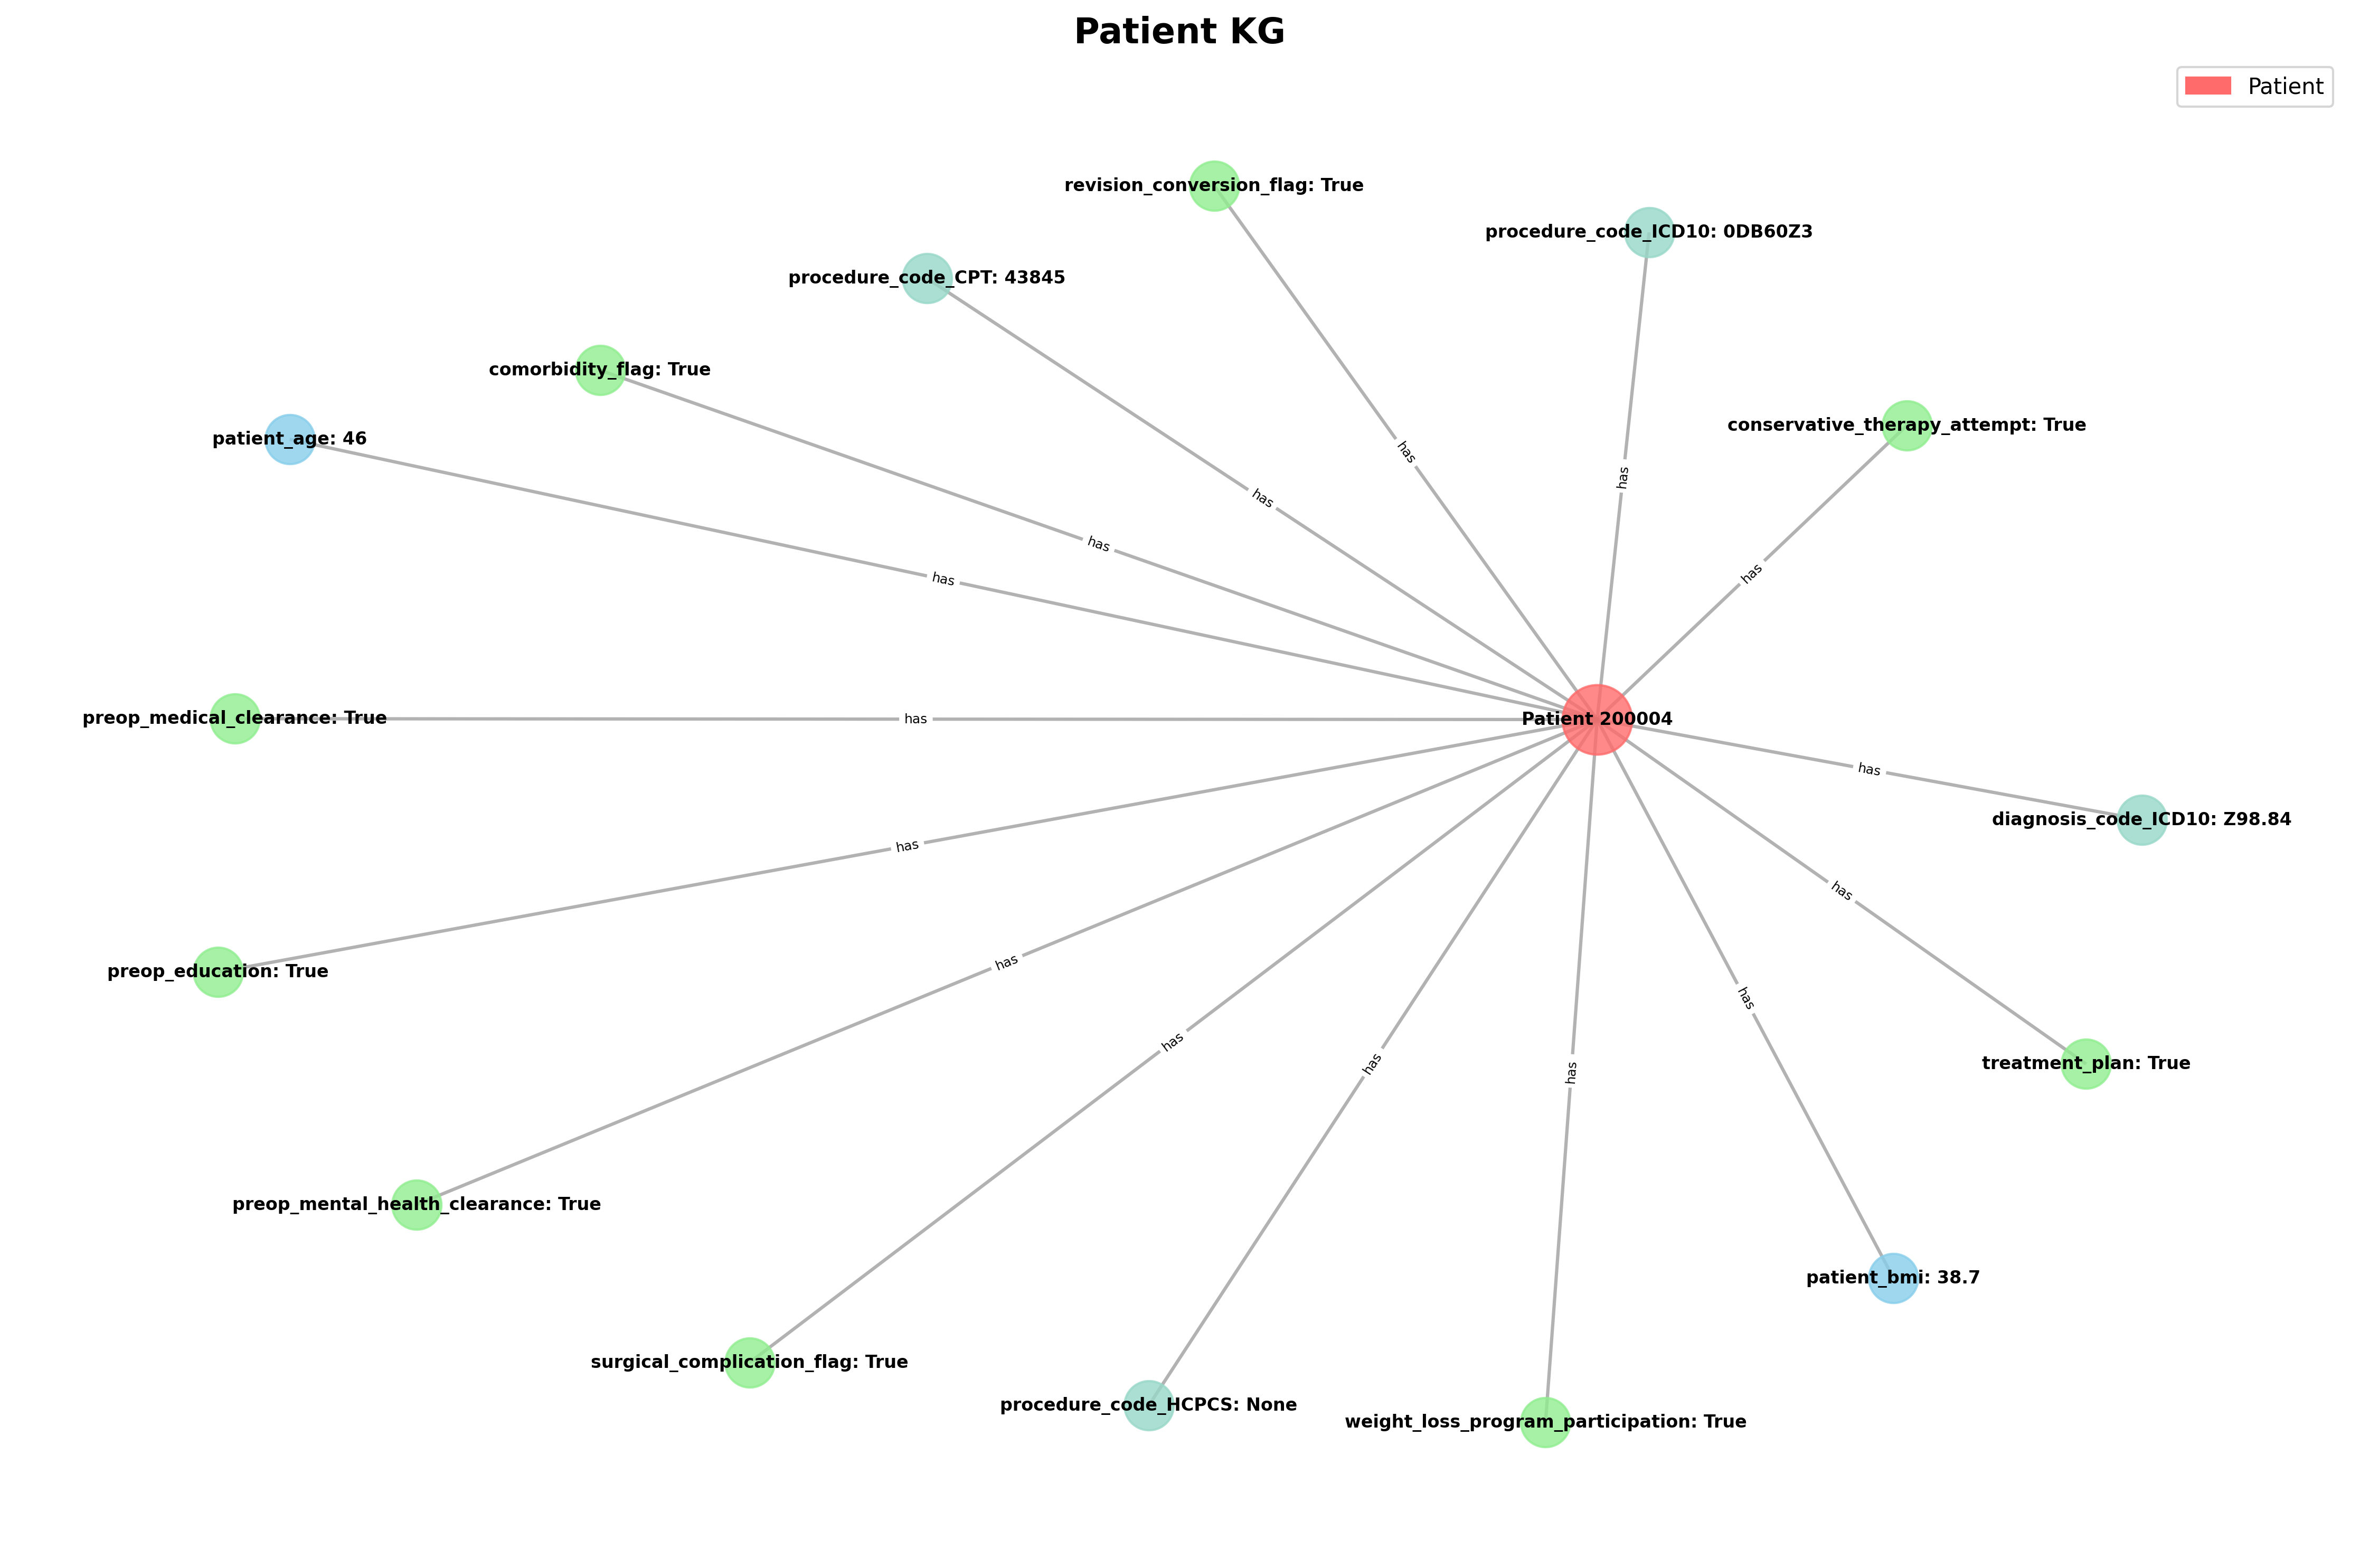 Patient KG
Patient
revision_conversion_flag: True
procedure_code_ICD10: 0DB60Z3
procedure_code_CPT: 43845
comorbidity_flag: True
conservative_therapy_attempt: True
patient_age: 46
has
has
has
has
has
has
has
preop_medical_clearance: True
has
Patient 200004
has
diagnosis_code_ICD10: Z98.84
has
has
preop_education: True
has
has
has
treatment_plan: True
has
has
preop_mental_health_clearance: True
patient_bmi: 38.7
surgical_complication_flag: True
procedure_code_HCPCS: None
weight_loss_program_participation: True